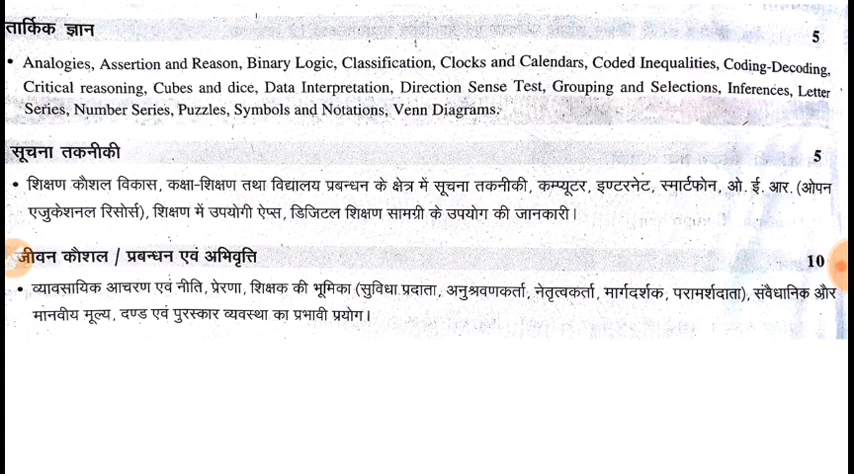 तार्किक ज्ञान 5
• Analogies, Assertion and Reason, Binary Logic, Classification, Clocks and Calendars, Coded Inequalities, Coding-Decoding,
Critical reasoning, Cubes and dice, Data Interpretation, Direction Sense Test, Grouping and Selections, Inferences, Letter
Series, Number Series, Puzzles, Symbols and Notations, Venn Diagrams.
सूचना तकनीकी 5
• शिक्षण कौशल विकास, कक्षा-शिक्षण तथा विद्यालय प्रबन्धन के क्षेत्र में सूचना तकनीकी, कम्प्यूटर, इण्टरनेट, स्मार्टफोन, ओ. ई. आर. (ओपन
एजुकेशनल रिसोर्स), शिक्षण में उपयोगी ऐप्स, डिजिटल शिक्षण सामग्री के उपयोग की जानकारी।
जीवन कौशल / प्रबन्धन एवं अभिवृत्ति 10
• व्यावसायिक आचरण एवं नीति, प्रेरणा, शिक्षक की भूमिका (सुविधा प्रदाता, अनुश्रवणकर्ता, नेतृत्वकर्ता, मार्गदर्शक, परामर्शदाता), संवैधानिक और
मानवीय मूल्य, दण्ड एवं पुरस्कार व्यवस्था का प्रभावी प्रयोग।